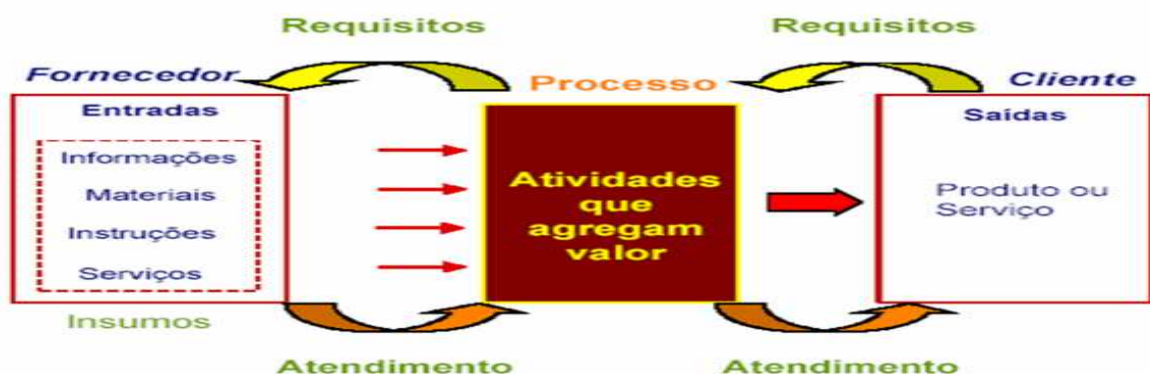 Requisitos
Requisitos
Fornecedor
Processo
Cliente
Entradas
Informações
Materiais
Instruções
Serviços
Insumos
Atividades
que
agregam
valor
Saídas
Produto ou
Serviço
Atendimento
Atendimento